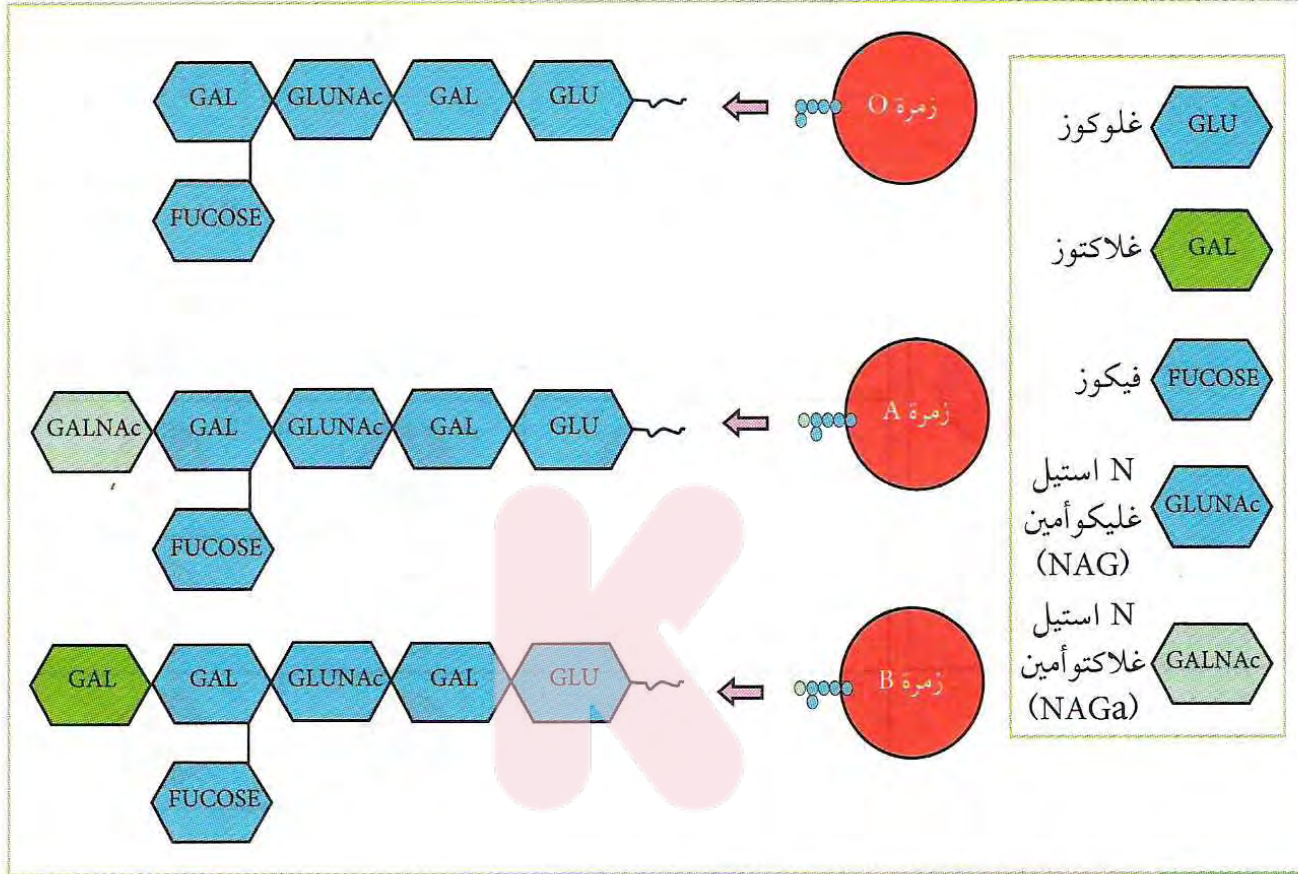 GAL GLUNAc GAL GLU
FUCOSE
زمرة O
GALNAc GAL GLUNAc GAL GLU
FUCOSE
زمرة A
GAL GAL GLUNAc GAL GLU
FUCOSE
زمرة B
غلوكوز GLU
غلاكتوز GAL
فيكوز FUCOSE
N استيل
غليكوأمين
(NAG)
GLUNAc
N استيل
غلاكتوأمين
(NAGa)
GALNAc
K